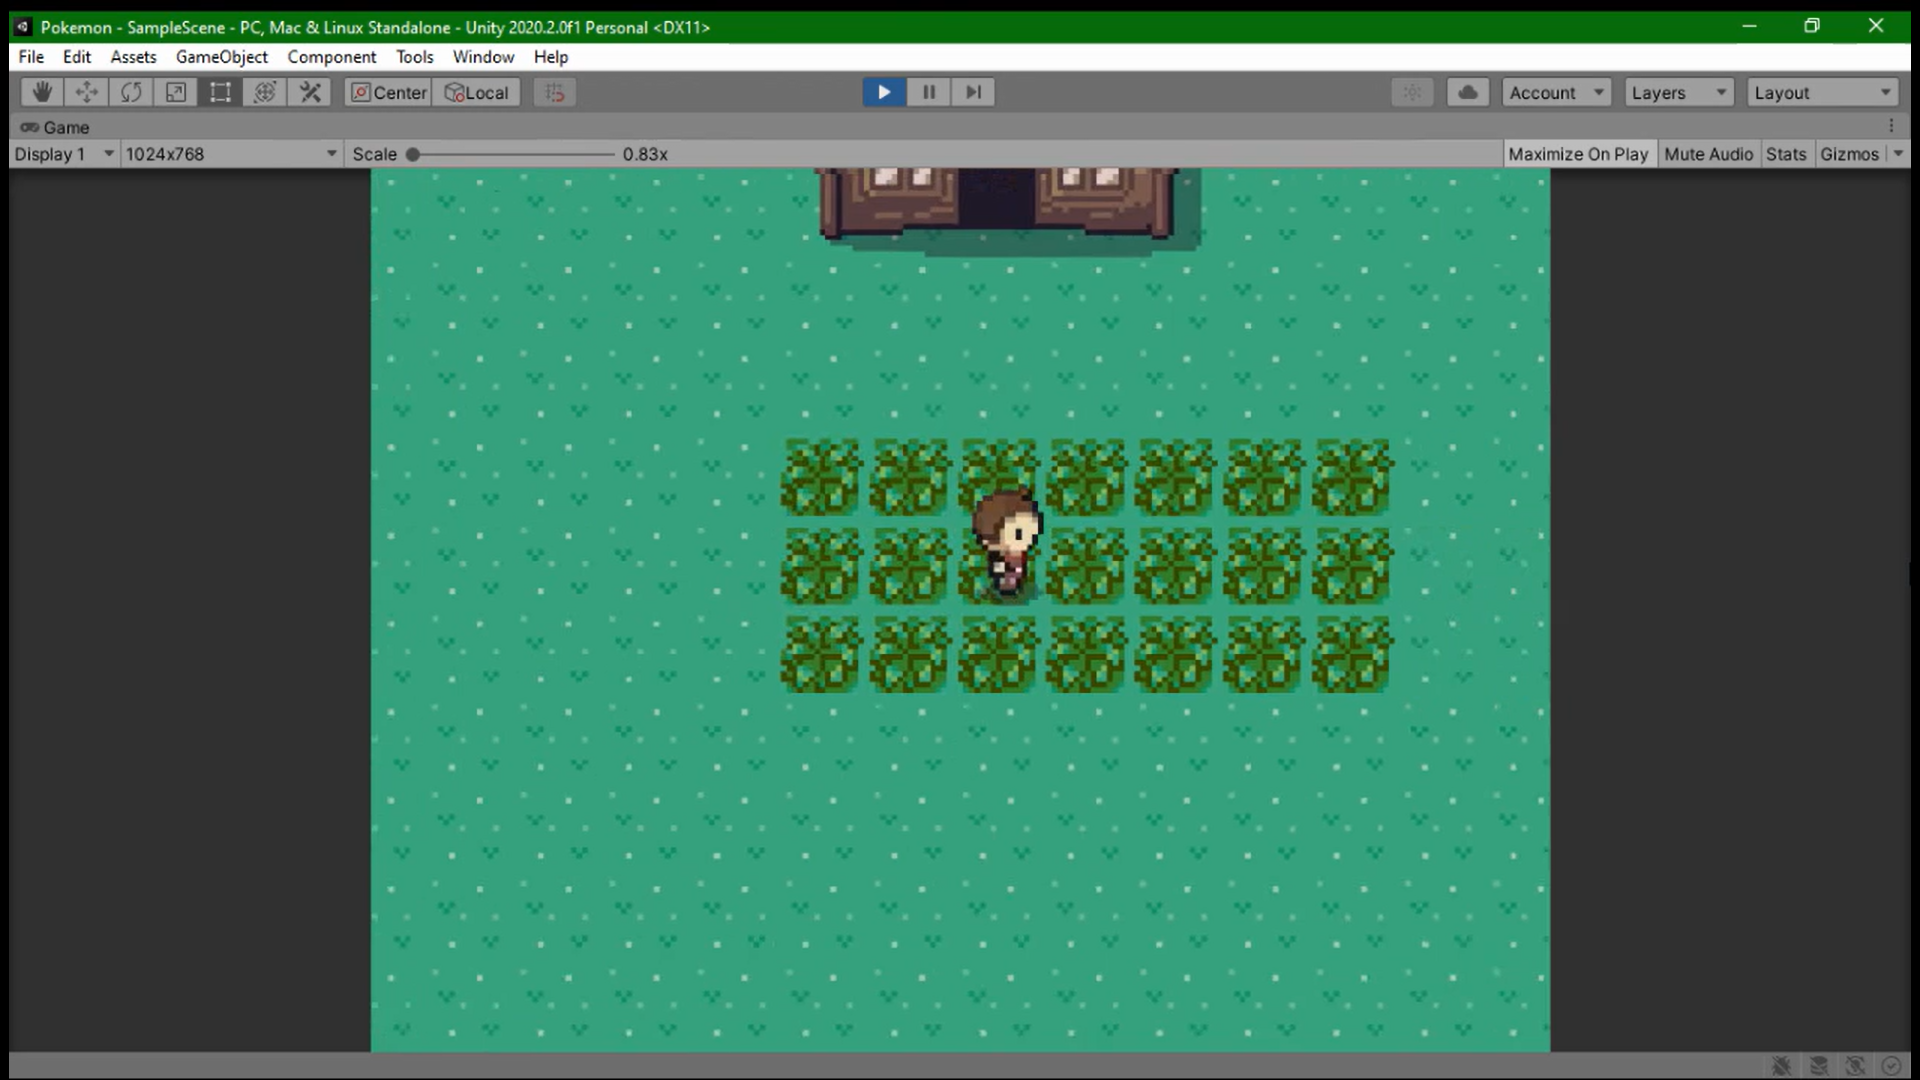 Pokemon - SampleScene - PC, Mac & Linux Standalone - Unity 2020.2.0f1 Personal <DX11>
File Edit Assets GameObject Component Tools Window Help
Center Local Account Layers Layout
Game
Display 1 1024x768 Scale 0.83x Maximize On Play Mute Audio Stats Gizmos